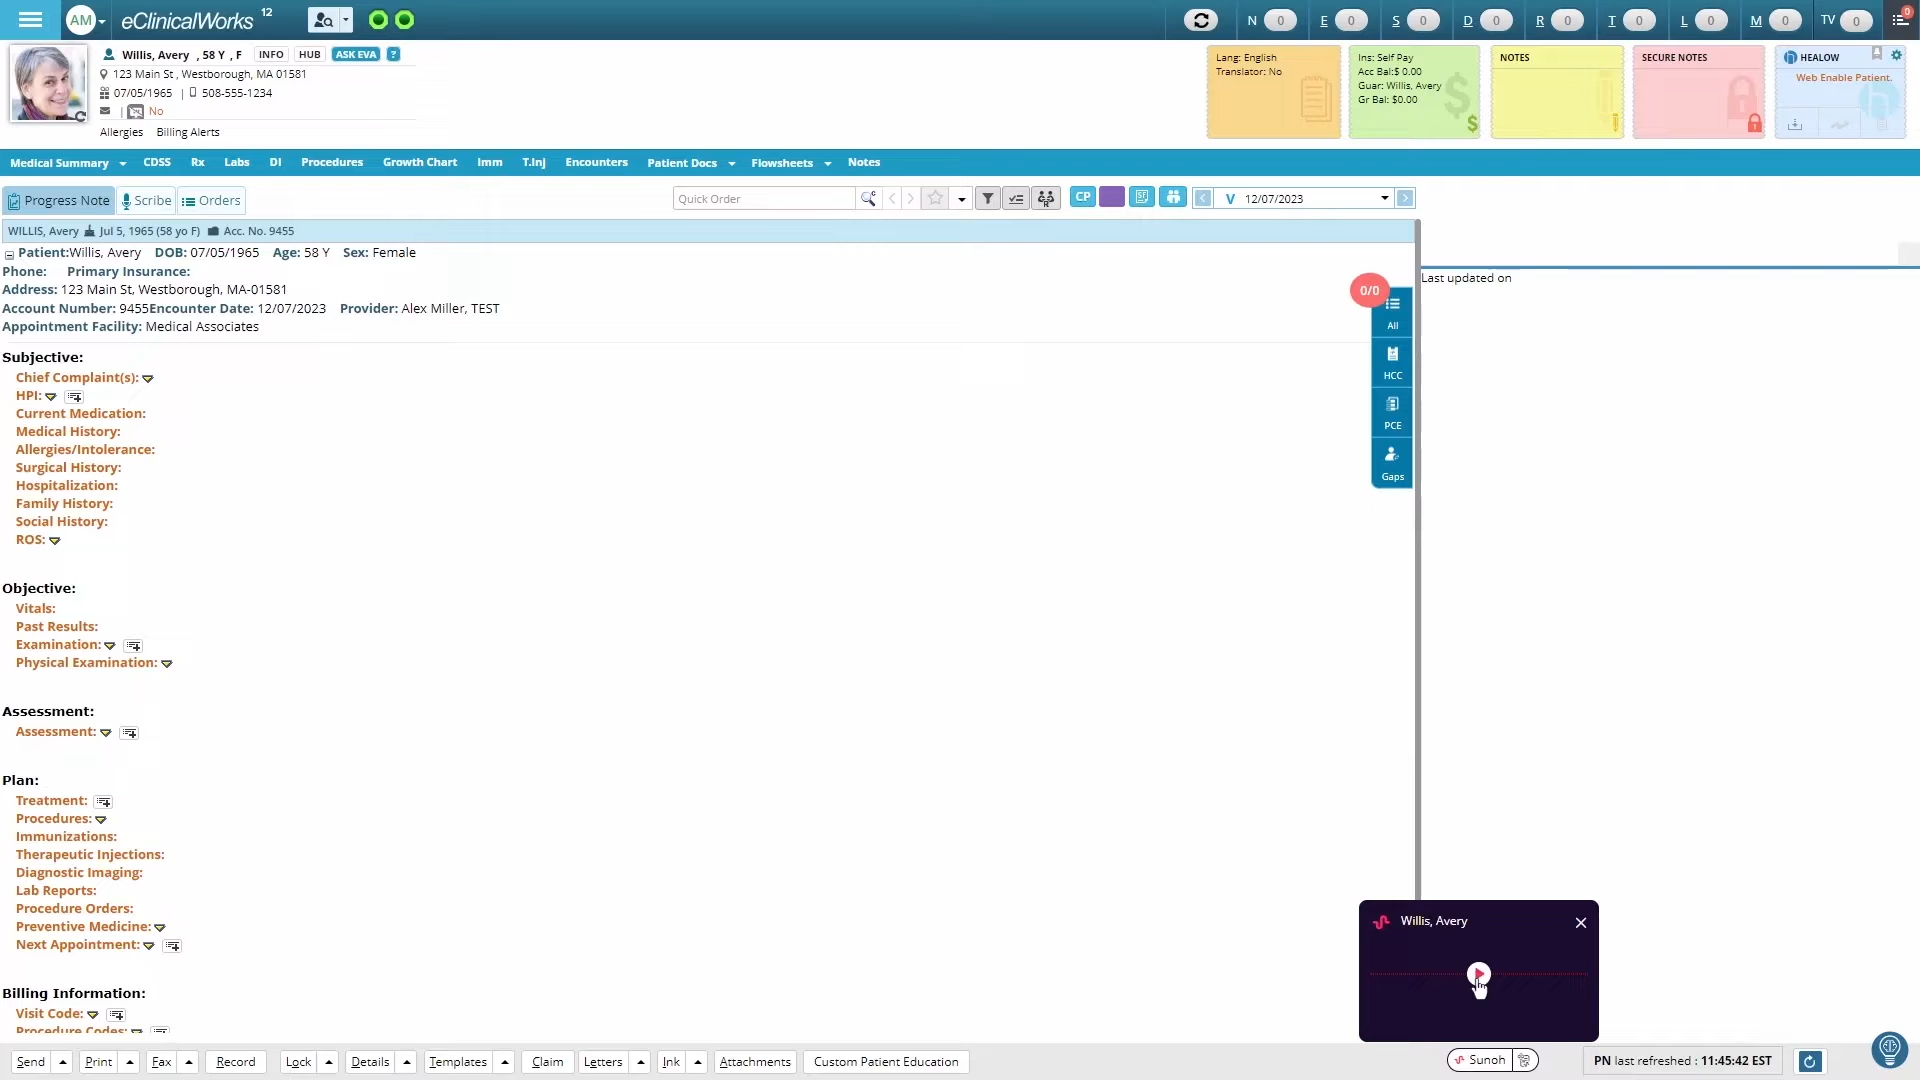 AM eClinicalWorks 12 N 0 E 0 S 0 D 0 R 0 T 0 L 0 M 0 TV 0 0
Willis, Avery , 58 Y , F INFO HUB ASK EVA ?
123 Main St , Westborough, MA 01581
07/05/1965 | 508-555-1234
| No
Allergies Billing Alerts
Lang: English
Translator: No
Ins: Self Pay
Acc Bal:$ 0.00
Guar: Willis, Avery
Gr Bal: $0.00
NOTES
SECURE NOTES
HEALOW
Web Enable Patient.
Medical Summary CDSS Rx Labs DI Procedures Growth Chart Imm T.Inj Encounters Patient Docs Flowsheets Notes
Progress Note Scribe Orders Quick Order CP V 12/07/2023
WILLIS, Avery Jul 5, 1965 (58 yo F) Acc. No. 9455
Patient:Willis, Avery DOB: 07/05/1965 Age: 58 Y Sex: Female
Phone: Primary Insurance:
Address: 123 Main St, Westborough, MA-01581
Account Number: 9455Encounter Date: 12/07/2023 Provider: Alex Miller, TEST
Appointment Facility: Medical Associates
Last updated on
0/0
All
HCC
PCE
Gaps
Subjective:
Chief Complaint(s):
HPI:
Current Medication:
Medical History:
Allergies/Intolerance:
Surgical History:
Hospitalization:
Family History:
Social History:
ROS:
Objective:
Vitals:
Past Results:
Examination:
Physical Examination:
Assessment:
Assessment:
Plan:
Treatment:
Procedures:
Immunizations:
Therapeutic Injections:
Diagnostic Imaging:
Lab Reports:
Procedure Orders:
Preventive Medicine:
Next Appointment:
Billing Information:
Visit Code:
Procedure Codes:
Willis, Avery
Send Print Fax Record Lock Details Templates Claim Letters Ink Attachments Custom Patient Education Sunoh PN last refreshed : 11:45:42 EST